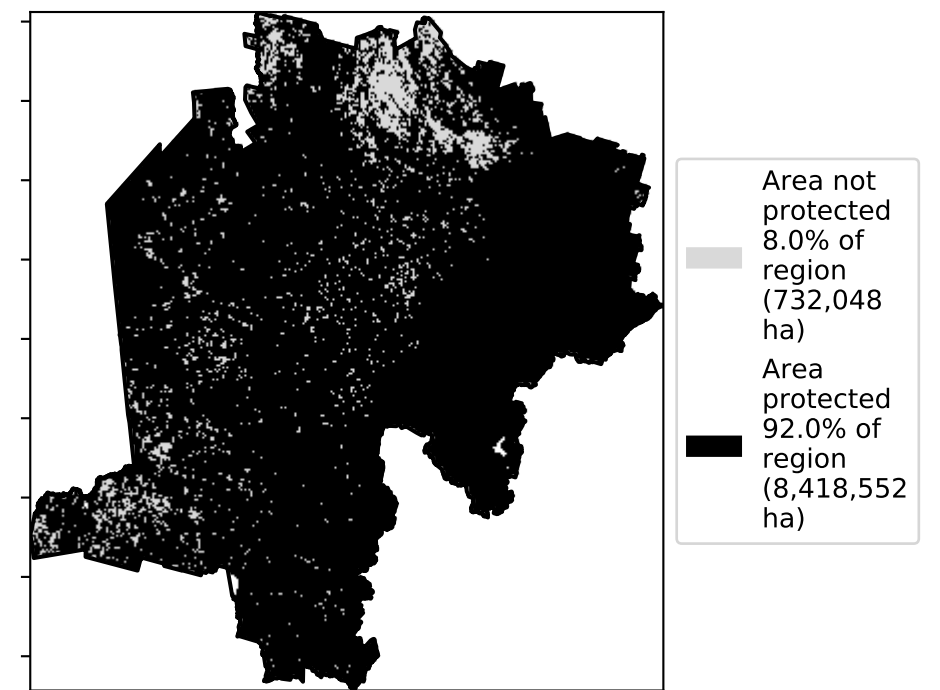 Area not
protected
8.0% of
region
(732,048
ha)
Area
protected
92.0% of
region
(8,418,552
ha)